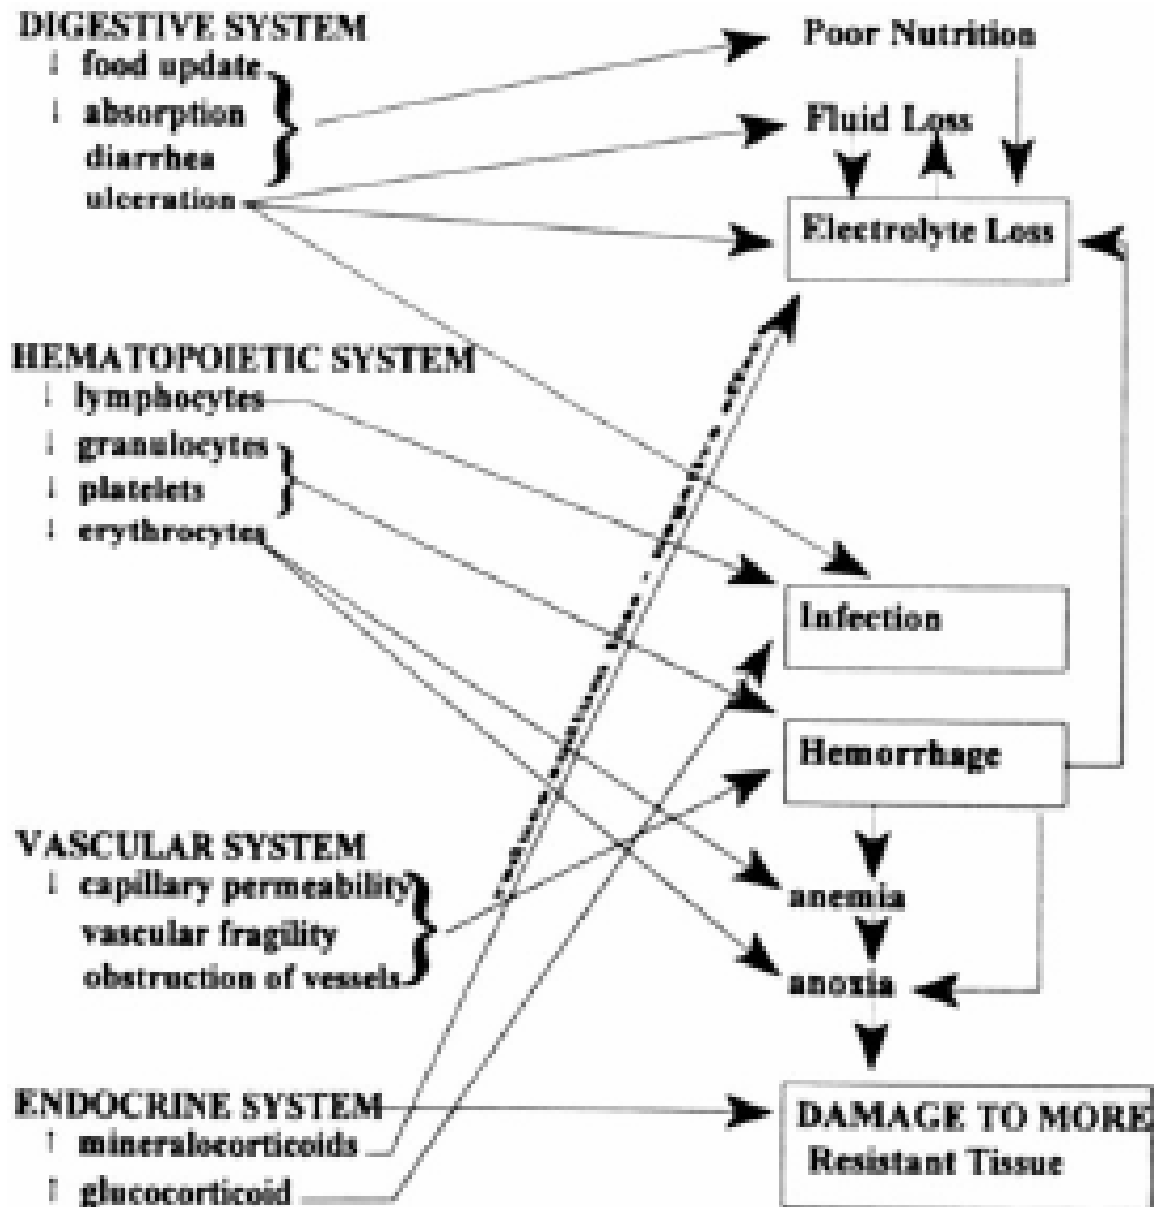 DIGESTIVE SYSTEM
↓ food update
↓ absorption
diarrhea
ulceration
HEMATOPOIETIC SYSTEM
↓ lymphocytes
↓ granulocytes
↓ platelets
↓ erythrocytes
VASCULAR SYSTEM
↓ capillary permeability
vascular fragility
obstruction of vessels
ENDOCRINE SYSTEM
↑ mineralocorticoids
↑ glucocorticoid
Poor Nutrition
Fluid Loss
Electrolyte Loss
Infection
Hemorrhage
anemia
anoxia
DAMAGE TO MORE
Resistant Tissue